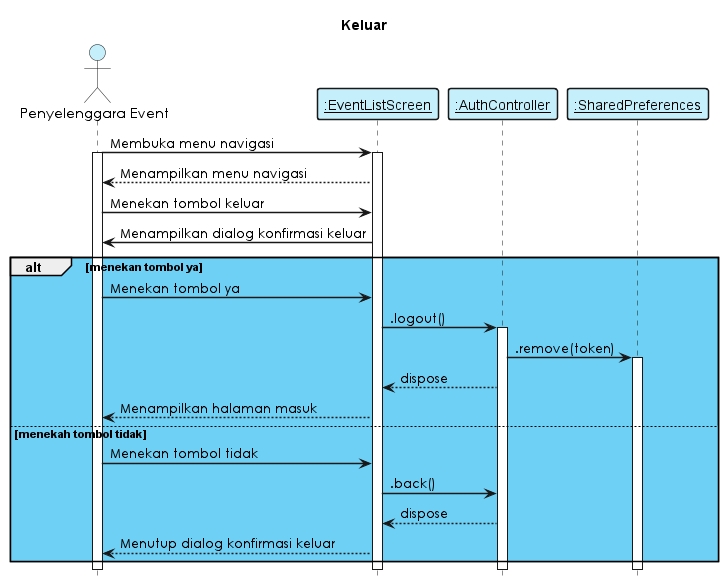 Keluar
Penyelenggara Event
:EventListScreen
:AuthController
:SharedPreferences
Membuka menu navigasi
Menampilkan menu navigasi
Menekan tombol keluar
Menampilkan dialog konfirmasi keluar
alt
[menekan tombol ya]
Menekan tombol ya
.logout()
.remove(token)
dispose
Menampilkan halaman masuk
[menekah tombol tidak]
Menekan tombol tidak
.back()
dispose
Menutup dialog konfirmasi keluar